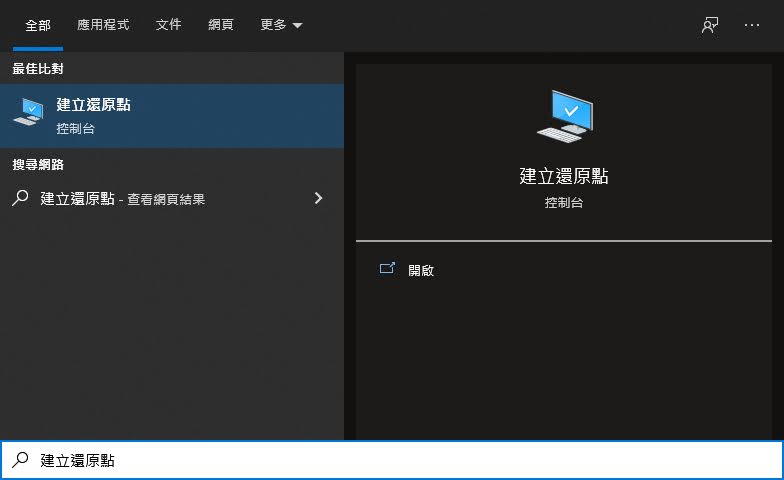 全部 應用程式 文件 網頁 更多
最佳比對
建立還原點
控制台
搜尋網路
建立還原點 - 查看網頁結果
建立還原點
控制台
開啟
建立還原點